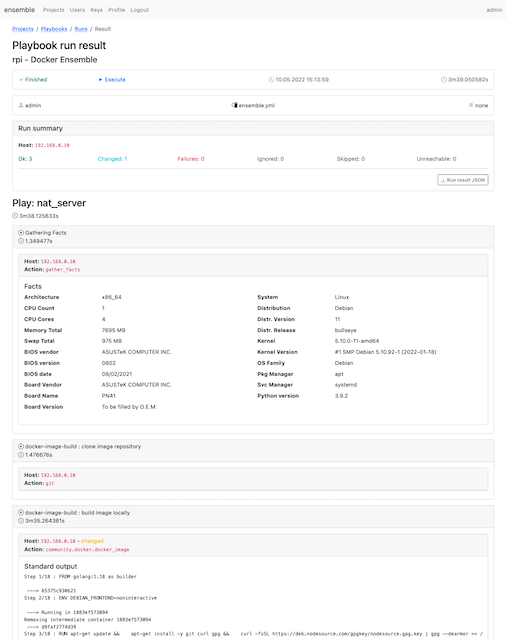 ensemble Projects Users Keys Profile Logout admin
Projects / Playbooks / Runs / Result
Playbook run result
rpi - Docker Ensemble
Finished Execute 10.05.2022 15:13:59 3m39.050582s
admin ensemble.yml none
Run summary
Host: 192.168.0.10
Ok: 3 Changed: 1 Failures: 0 Ignored: 0 Skipped: 0 Unreachable: 0
Run result JSON
Play: nat_server
3m38.125633s
Gathering Facts
1.349477s
Host: 192.168.0.10
Action: gather_facts
Facts
Architecture x86_64 System Linux
CPU Count 1 Distribution Debian
CPU Cores 4 Distr. Version 11
Memory Total 7695 MB Distr. Release bullseye
Swap Total 975 MB Kernel 5.10.0-11-amd64
BIOS vendor ASUSTeK COMPUTER INC. Kernel Version #1 SMP Debian 5.10.92-1 (2022-01-18)
BIOS version 0802 OS Family Debian
BIOS date 08/02/2021 Pkg Manager apt
Board Vendor ASUSTeK COMPUTER INC. Svc Manager systemd
Board Name PN41 Python version 3.9.2
Board Version To be filled by O.E.M.
docker-image-build : clone image repository
1.476676s
Host: 192.168.0.10
Action: git
docker-image-build : build image locally
3m35.264361s
Host: 192.168.0.10 - changed
Action: community.docker.docker_image
Standard output
Step 1/18 : FROM golang:1.18 as builder
---> 65375c930621
Step 2/18 : ENV DEBIAN_FRONTEND=noninteractive
---> Running in 1883ef573094
Removing intermediate container 1883ef573094
---> d9faf2774d39
Step 3/18 : RUN apt-get update && apt-get install -y git curl gpg && curl -fsSL https://deb.nodesource.com/gpgkey/nodesource.gpg.key | gpg --dearmor >> /